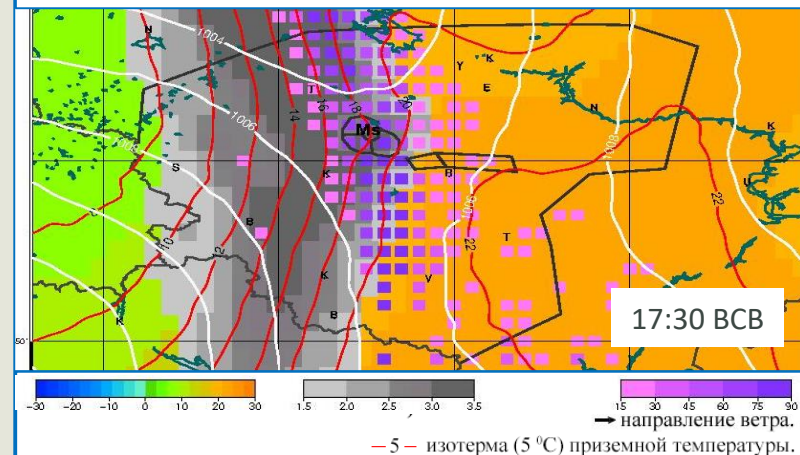 1004
N
K
Y
T
E
16
18
20
14
N
1006
Ms
K
1008
1008
S
K
В
U
1008
22
В
10
12
22
T
K
V
K
В
17:30 ВСВ
50°
-30 -20 -10 0 10 20 30
1.5 2.0 2.5 3.0 3.5
15 30 45 60 75 90
→ направление ветра.
— 5 — изотерма (5 ⁰С) приземной температуры.